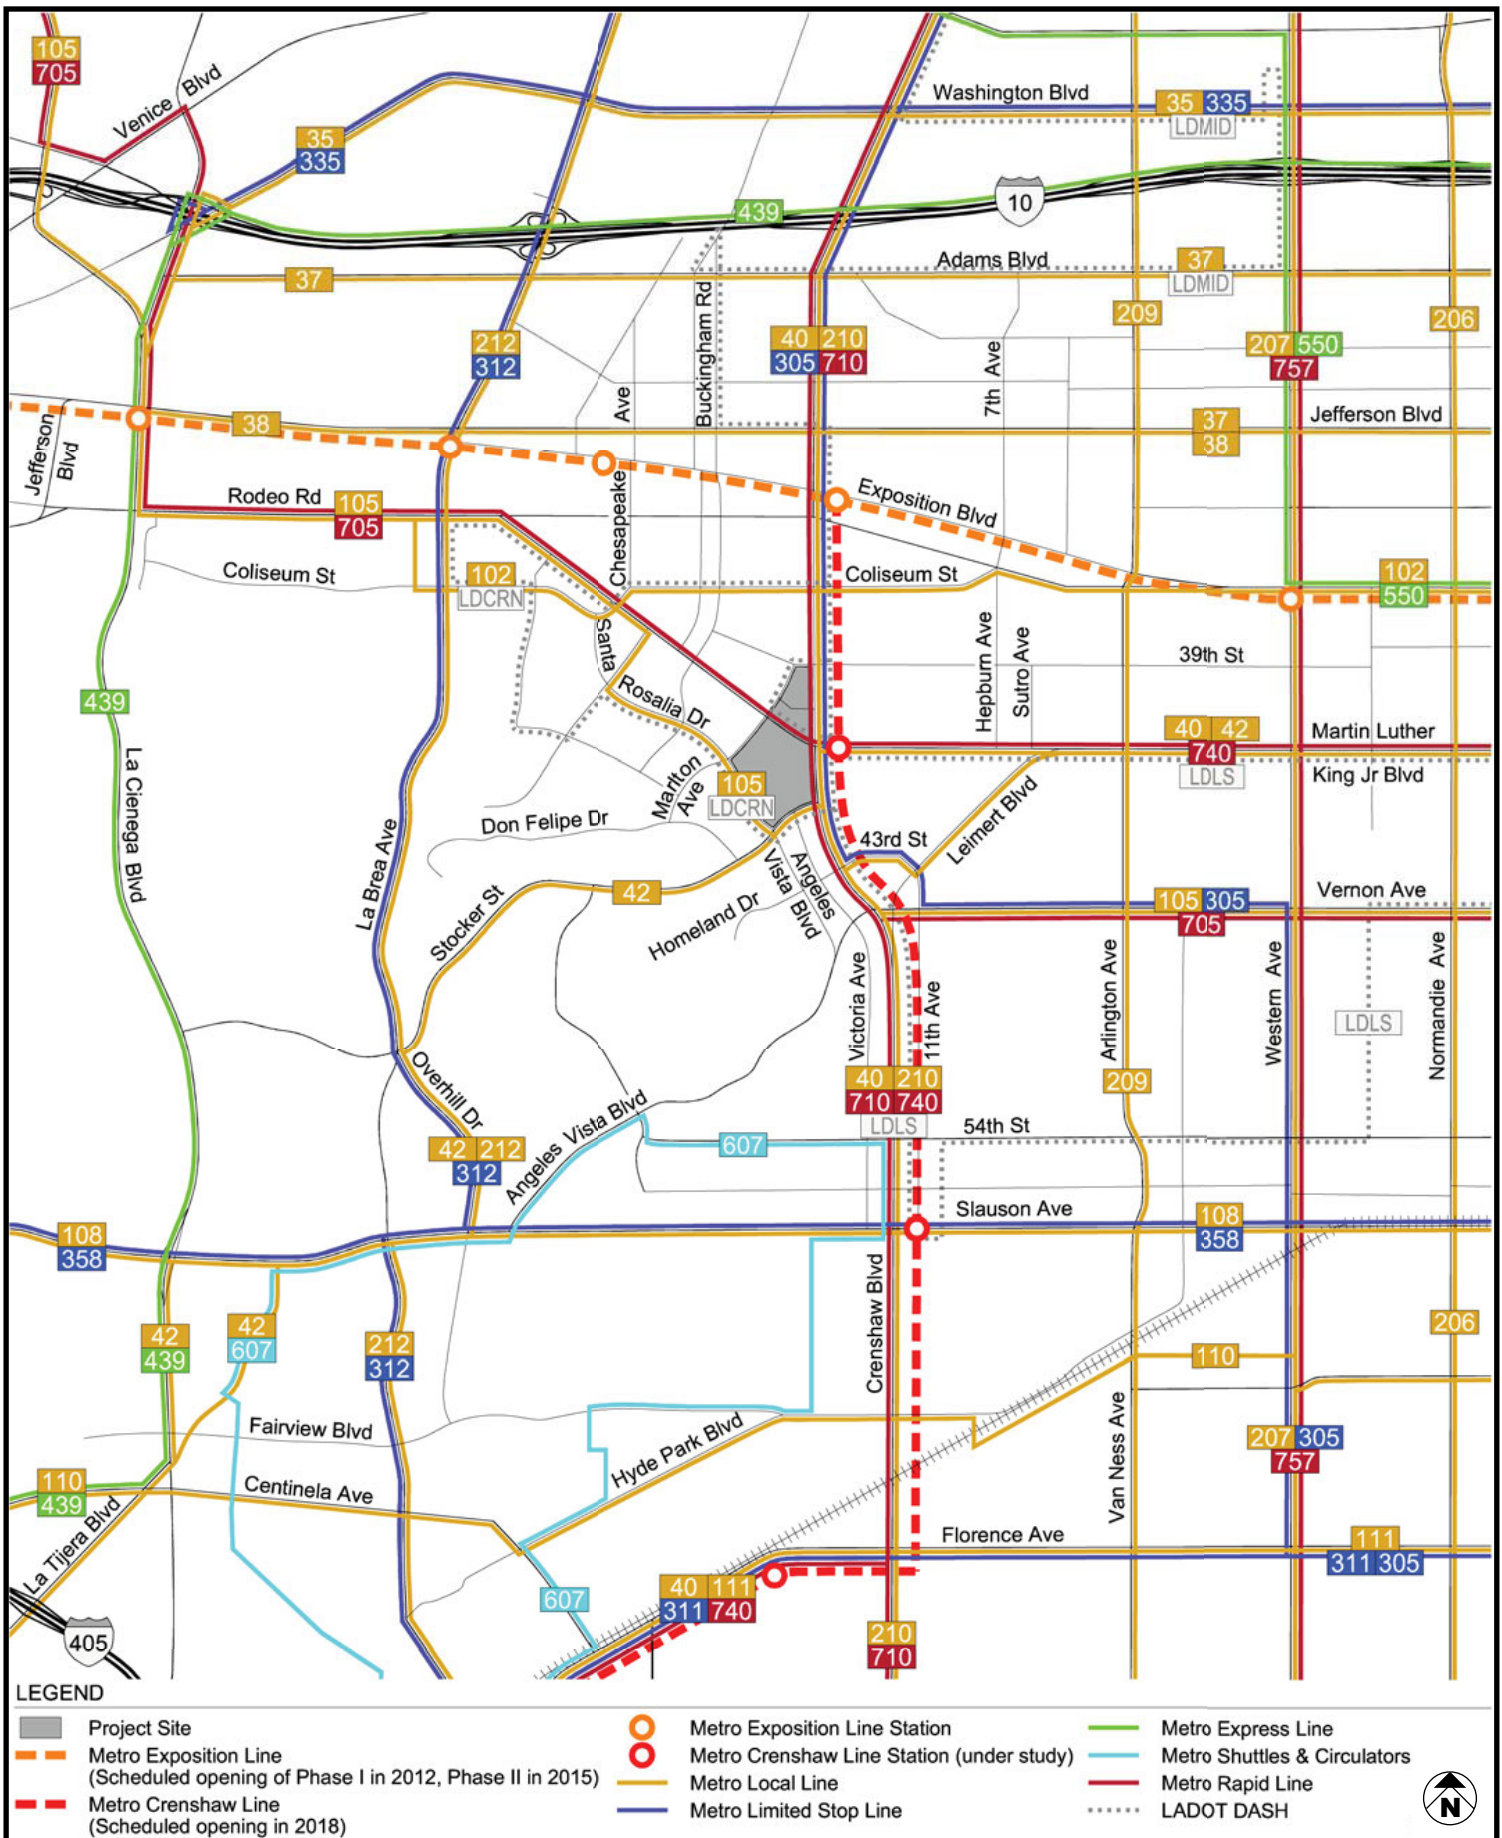 105
705
Venice Blvd
35
335
Washington Blvd
35 335
LDMID
10
439
37
Adams Blvd
37
LDMID
Buckingham Rd
209
206
212
312
40 210
305 710
7th Ave
207 550
757
Chesapeake Ave
38
Jefferson Blvd
Jefferson Blvd
37
38
Rodeo Rd
105
705
Exposition Blvd
Coliseum St
102
LDCRN
Coliseum St
102
550
Santa Rosalia Dr
Hepburn Ave
Sutro Ave
39th St
439
40 42
740
LDLS
Martin Luther
King Jr Blvd
La Cienega Blvd
Marlton Ave
105
LDCRN
Don Felipe Dr
43rd St
Leimert Blvd
La Brea Ave
Stocker St
42
Angeles Vista Blvd
Homeland Dr
Vernon Ave
105 305
705
Victoria Ave
11th Ave
Arlington Ave
Western Ave
Normandie Ave
LDLS
Overhill Dr
40 210
710 740
LDLS
209
42 212
312
Angeles Vista Blvd
607
54th St
Slauson Ave
108
358
108
358
42
439
42
607
212
312
Crenshaw Blvd
206
110
Fairview Blvd
Hyde Park Blvd
Van Ness Ave
207 305
757
110
439
Centinela Ave
La Tijera Blvd
Florence Ave
111
311 305
607
40 111
311 740
405
210
710
LEGEND
Project Site
Metro Exposition Line
(Scheduled opening of Phase I in 2012, Phase II in 2015)
Metro Crenshaw Line
(Scheduled opening in 2018)
Metro Exposition Line Station
Metro Crenshaw Line Station (under study)
Metro Local Line
Metro Limited Stop Line
Metro Express Line
Metro Shuttles & Circulators
Metro Rapid Line
LADOT DASH
N